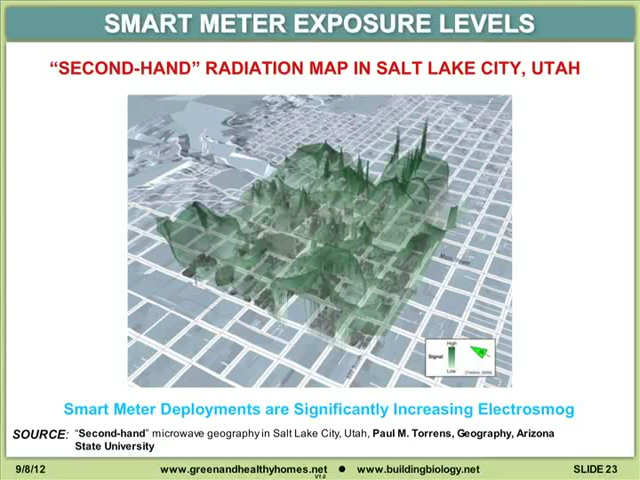 SMART METER EXPOSURE LEVELS
“SECOND-HAND” RADIATION MAP IN SALT LAKE CITY, UTAH
Signal
High
Low
Smart Meter Deployments are Significantly Increasing Electrosmog
SOURCE: “Second-hand” microwave geography in Salt Lake City, Utah, Paul M. Torrens, Geography, Arizona
State University
9/8/12 www.greenandhealthyhomes.net ● www.buildingbiology.net SLIDE 23
V1.0